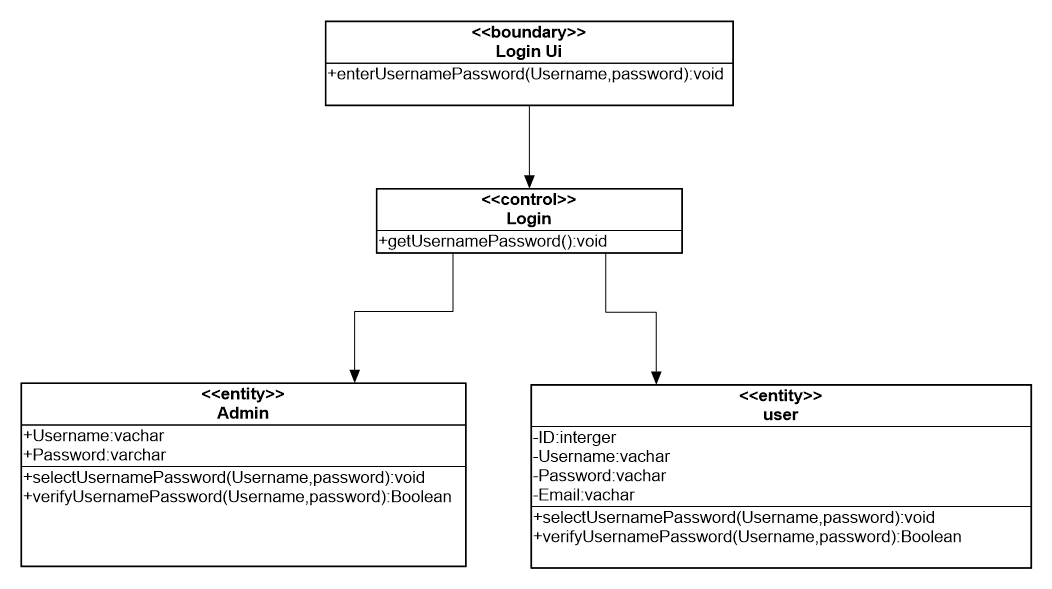 <<boundary>>
Login Ui
+enterUsernamePassword(Username,password):void
<<control>>
Login
+getUsernamePassword():void
<<entity>>
Admin
+Username:vachar
+Password:varchar
+selectUsernamePassword(Username,password):void
+verifyUsernamePassword(Username,password):Boolean
<<entity>>
user
-ID:interger
-Username:vachar
-Password:vachar
-Email:vachar
+selectUsernamePassword(Username,password):void
+verifyUsernamePassword(Username,password):Boolean